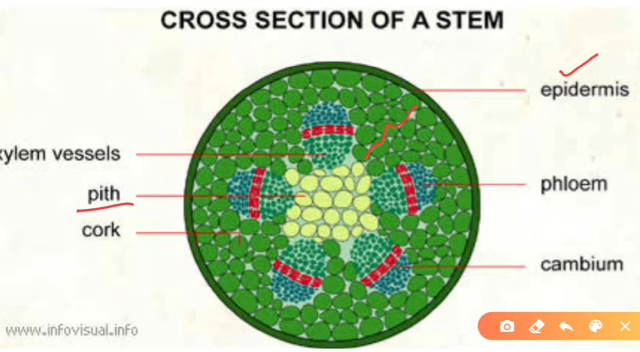 CROSS SECTION OF A STEM
epidermis
xylem vessels
pith
phloem
cork
cambium
www.infovisual.info